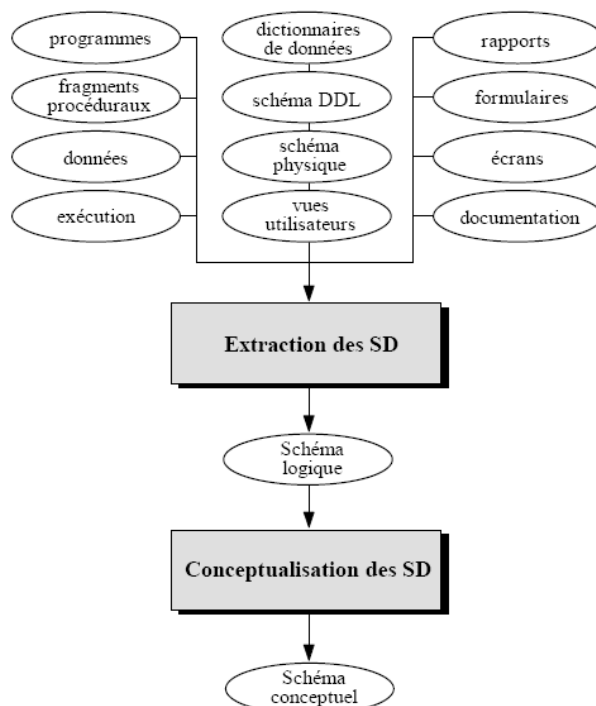 programmes
fragments
procéduraux
données
exécution
dictionnaires
de données
schéma DDL
schéma
physique
vues
utilisateurs
rapports
formulaires
écrans
documentation
Extraction des SD
Schéma
logique
Conceptualisation des SD
Schéma
conceptuel